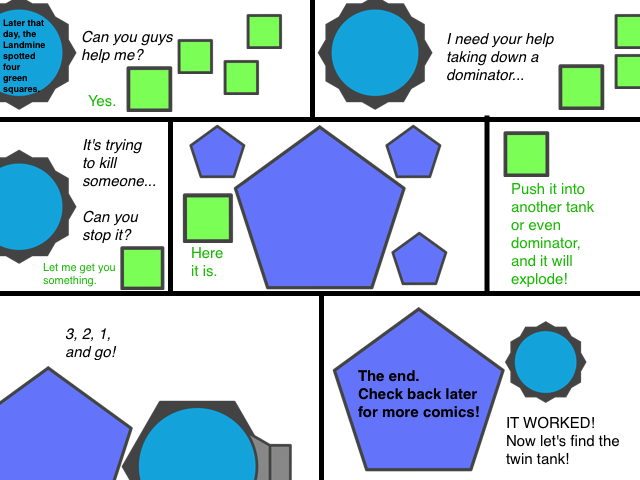 Later that
day, the
Landmine
spotted
four
green
squares.
Can you guys
help me?
Yes.
I need your help
taking down a
dominator...
It's trying
to kill
someone...
Can you
stop it?
Let me get you
something.
Here
it is.
Push it into
another tank
or even
dominator,
and it will
explode!
3, 2, 1,
and go!
The end.
Check back later
for more comics!
IT WORKED!
Now let's find the
twin tank!